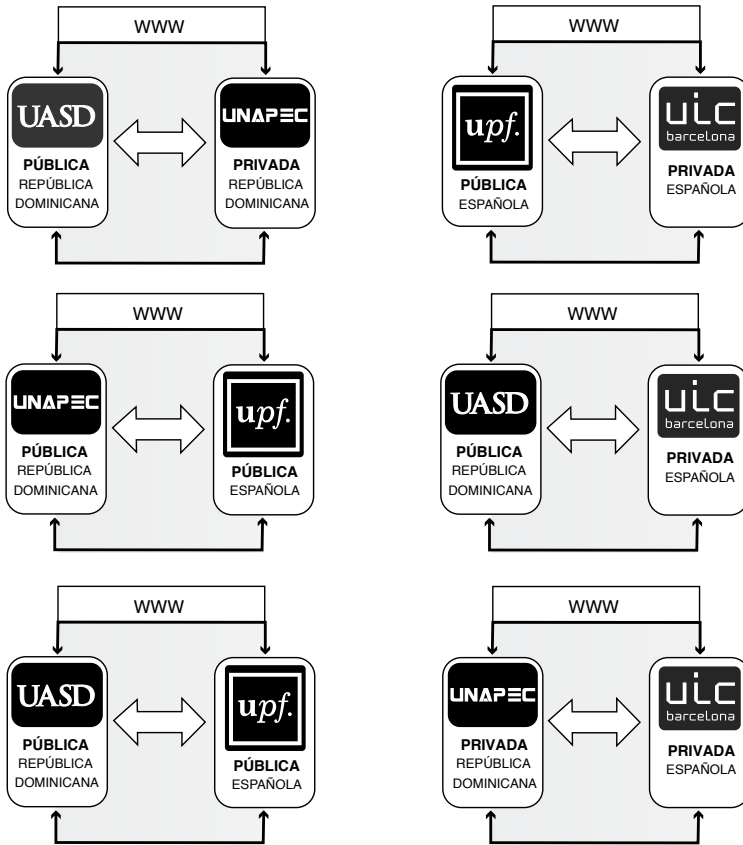 WWW
UASD
PÚBLICA
REPÚBLICA
DOMINICANA
UNAPEC
PRIVADA
REPÚBLICA
DOMINICANA
WWW
upf.
PÚBLICA
ESPAÑOLA
uic
barcelona
PRIVADA
ESPAÑOLA
WWW
UNAPEC
PÚBLICA
REPÚBLICA
DOMINICANA
upf.
PÚBLICA
ESPAÑOLA
WWW
UASD
PÚBLICA
REPÚBLICA
DOMINICANA
uic
barcelona
PRIVADA
ESPAÑOLA
WWW
UASD
PÚBLICA
REPÚBLICA
DOMINICANA
upf.
PÚBLICA
ESPAÑOLA
WWW
UNAPEC
PRIVADA
REPÚBLICA
DOMINICANA
uic
barcelona
PRIVADA
ESPAÑOLA